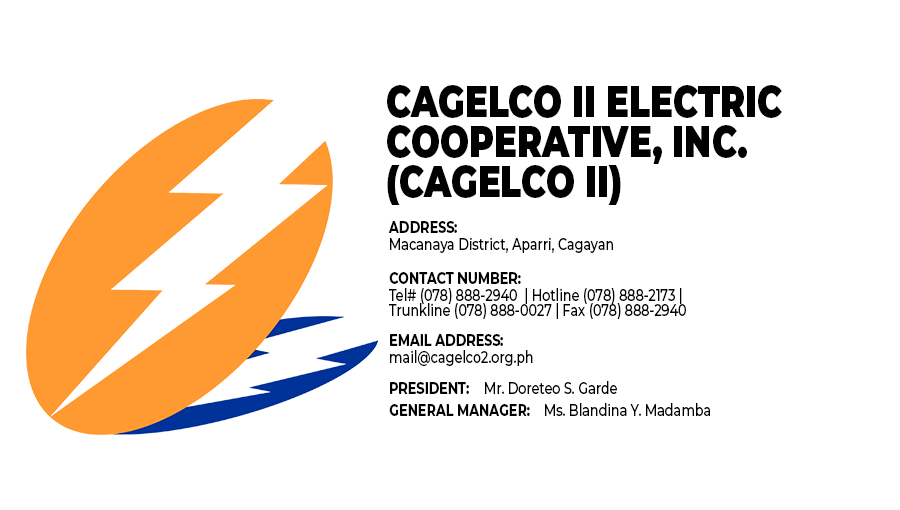 CAGELCO II ELECTRIC
COOPERATIVE, INC.
(CAGELCO II)
ADDRESS:
Macanaya District, Aparri, Cagayan
CONTACT NUMBER:
Tel# (078) 888-2940 | Hotline (078) 888-2173 |
Trunkline (078) 888-0027 | Fax (078) 888-2940
EMAIL ADDRESS:
mail@cagelco2.org.ph
PRESIDENT: Mr. Doreteo S. Garde
GENERAL MANAGER: Ms. Blandina Y. Madamba